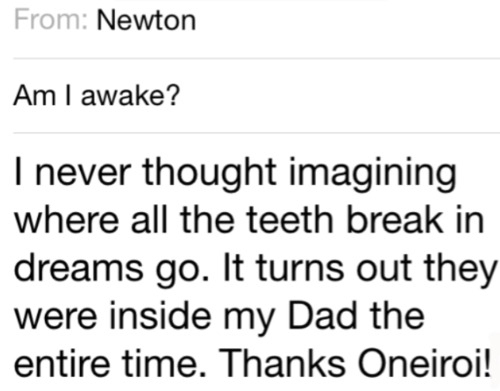 From: Newton
Am I awake?
I never thought imagining
where all the teeth break in
dreams go. It turns out they
were inside my Dad the
entire time. Thanks Oneiroi!